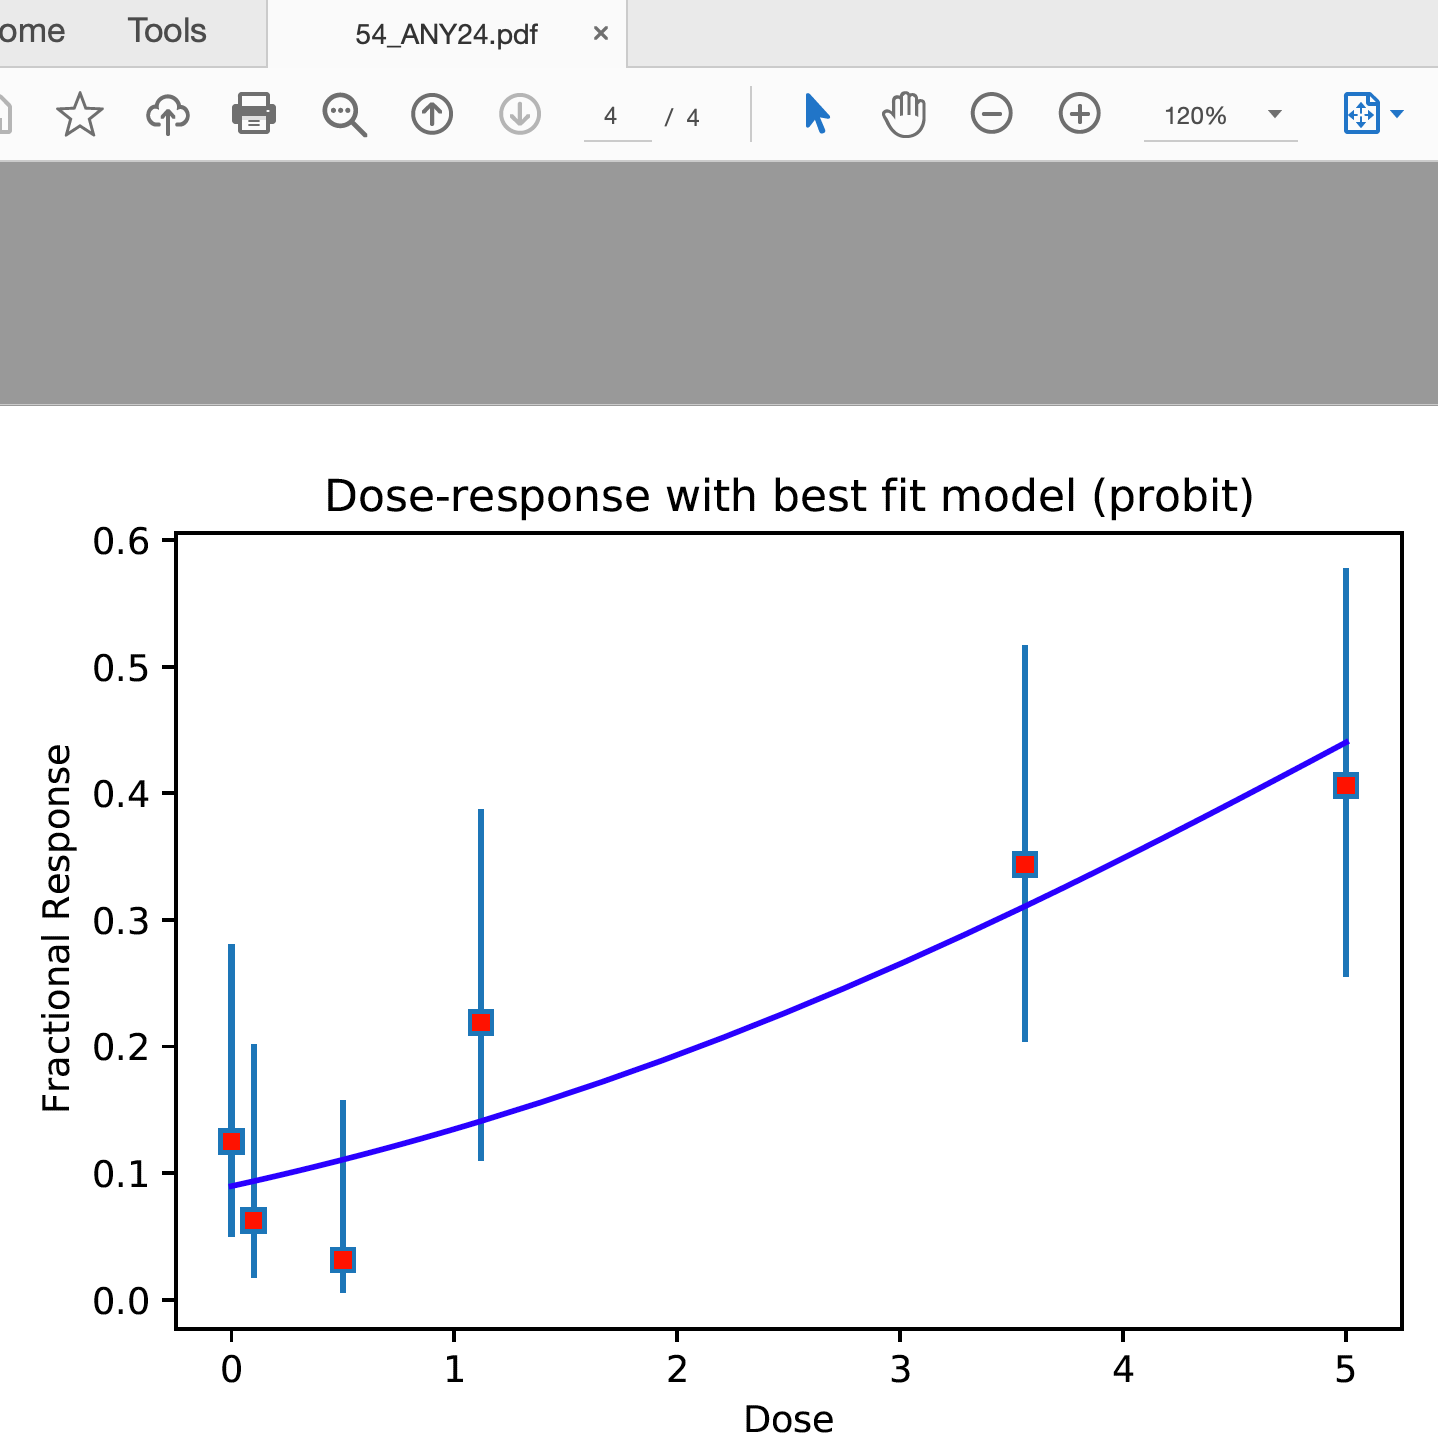 ome Tools 54_ANY24.pdf ×
4 / 4 120%
Dose-response with best fit model (probit)
0.6
0.5
0.4
0.3
0.2
0.1
0.0
Fractional Response
0 1 2 3 4 5
Dose